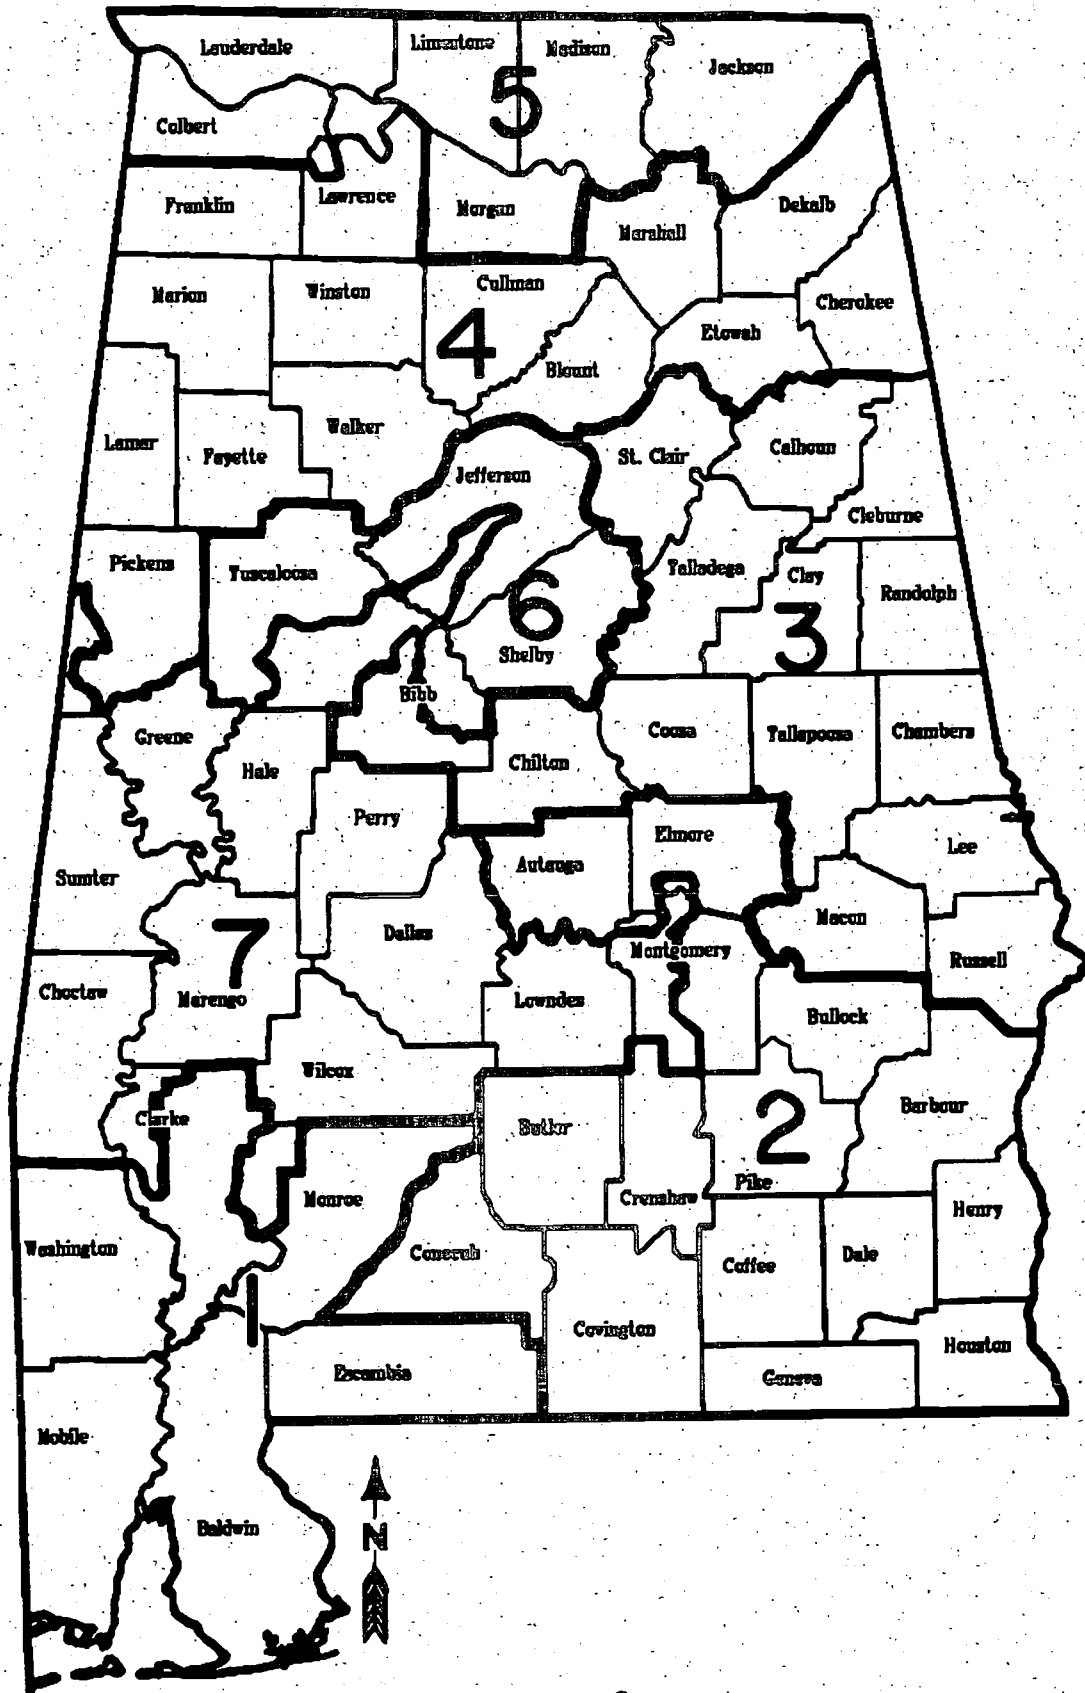 Lauderdale
Limestone
Madison
Jackson
5
Colbert
Franklin
Lawrence
Morgan
Marshall
Dekalb
Marion
Winston
Cullman
Cherokee
4
Etowah
Blount
Lamar
Fayette
Walker
Jefferson
St. Clair
Calhoun
Cleburne
Pickens
Tuscaloosa
Talladega
Clay
Randolph
6
3
Shelby
Bibb
Greene
Hale
Chilton
Coosa
Tallapoosa
Chambers
Perry
Elmore
Autauga
Lee
Sumter
Macon
7
Dallas
Montgomery
Russell
Choctaw
Marengo
Lowndes
Bullock
Wilcox
Clarke
Butlr
2
Barbour
Pike
Monroe
Crenshaw
Henry
Washington
Conecuh
Coffee
Dale
1
Covington
Houston
Escambia
Geneva
Mobile
Baldwin
N